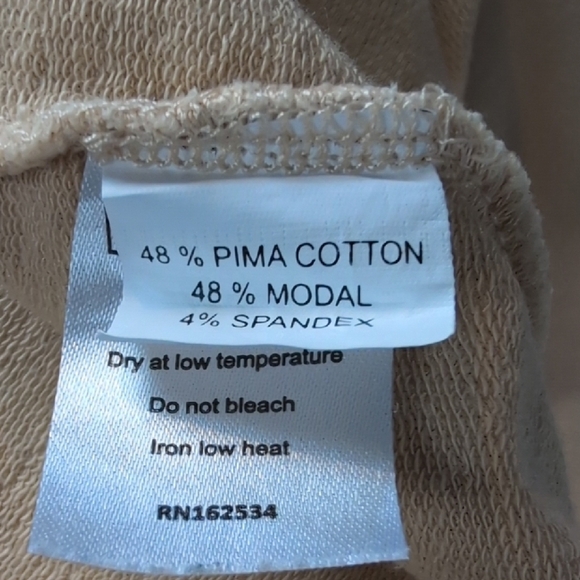 48 % PIMA COTTON
48 % MODAL
4% SPANDEX
Dry at low temperature
Do not bleach
Iron low heat
RN162534